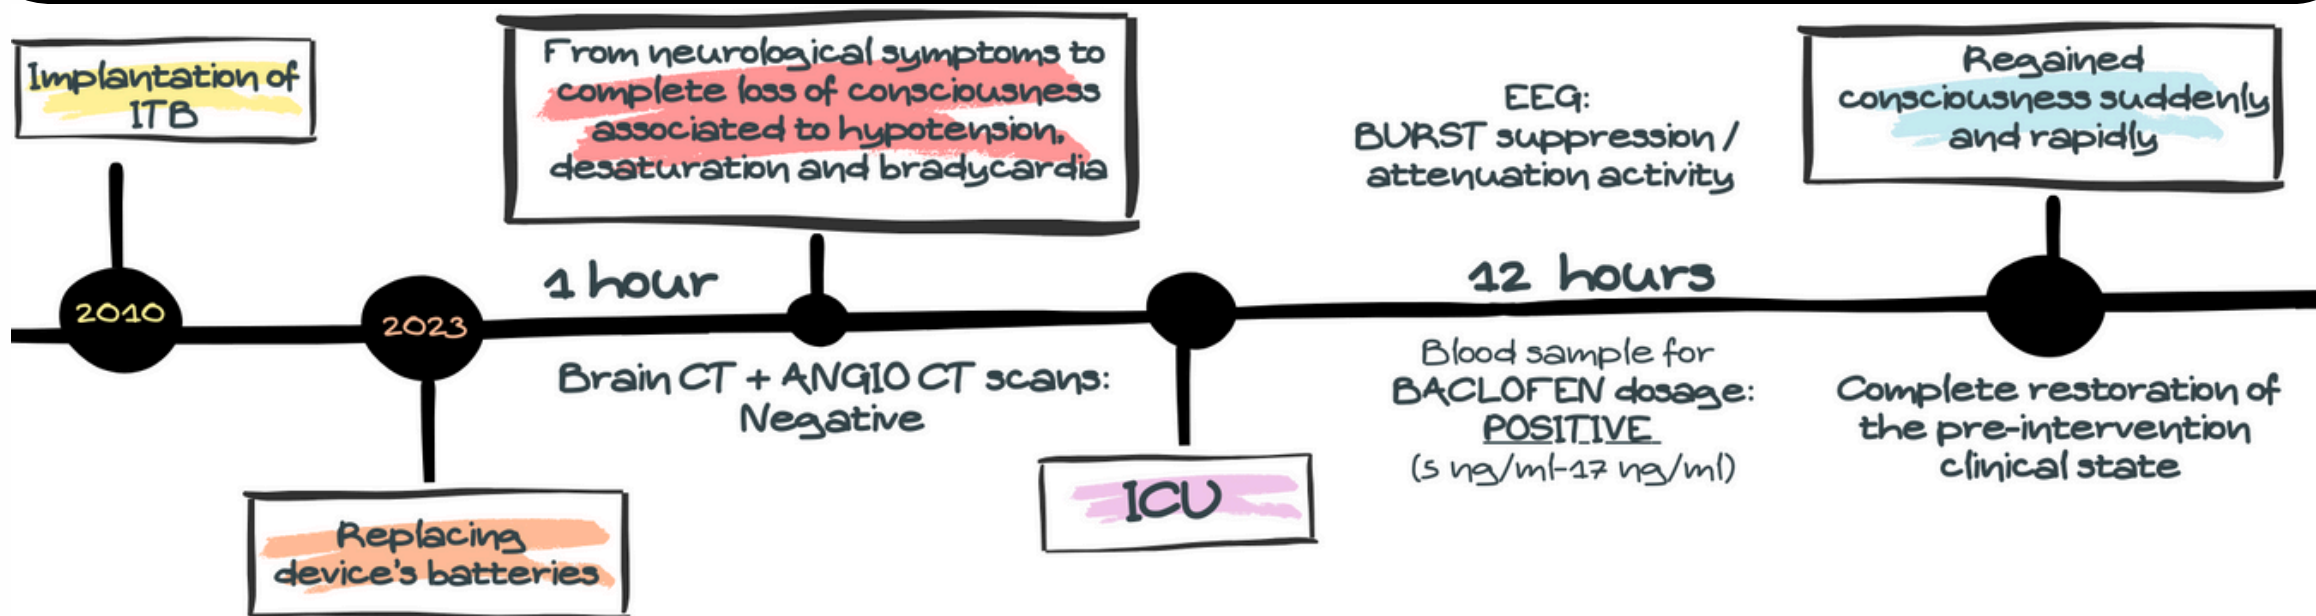 Implantation of
ITB
2010
2023
Replacing
device's batteries
1 hour
From neurological symptoms to
complete loss of consciousness
associated to hypotension,
desaturation and bradycardia
Brain CT + ANGIO CT scans:
Negative
ICU
EEG:
BURST suppression /
attenuation activity
12 hours
Blood sample for
BACLOFEN dosage:
POSITIVE
(5 ng/ml-17 ng/ml)
Regained
consciousness suddenly
and rapidly
Complete restoration of
the pre-intervention
clinical state